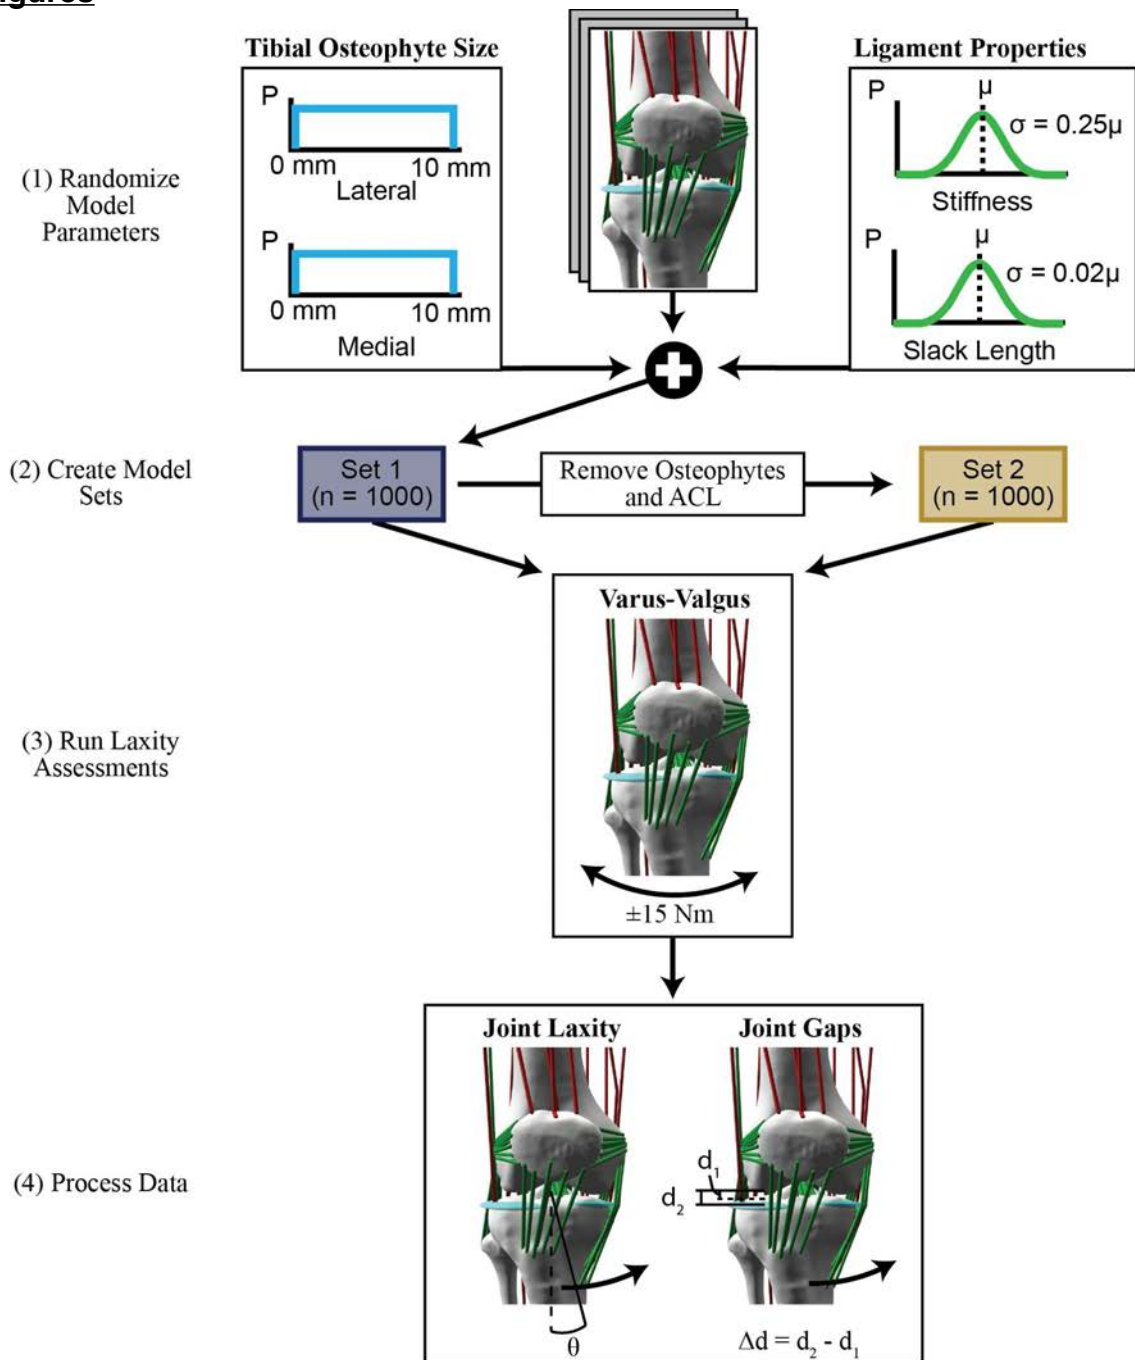 igures
Tibial Osteophyte Size
P
0 mm 10 mm
Lateral
P
0 mm 10 mm
Medial
Ligament Properties
P
μ
σ = 0.25μ
Stiffness
P
μ
σ = 0.02μ
Slack Length
(1) Randomize
Model
Parameters
(2) Create Model
Sets
Set 1
(n = 1000)
Remove Osteophytes
and ACL
Set 2
(n = 1000)
Varus-Valgus
±15 Nm
(3) Run Laxity
Assessments
Joint Laxity
θ
Joint Gaps
d₁
d₂
Δd = d₂ - d₁
(4) Process Data